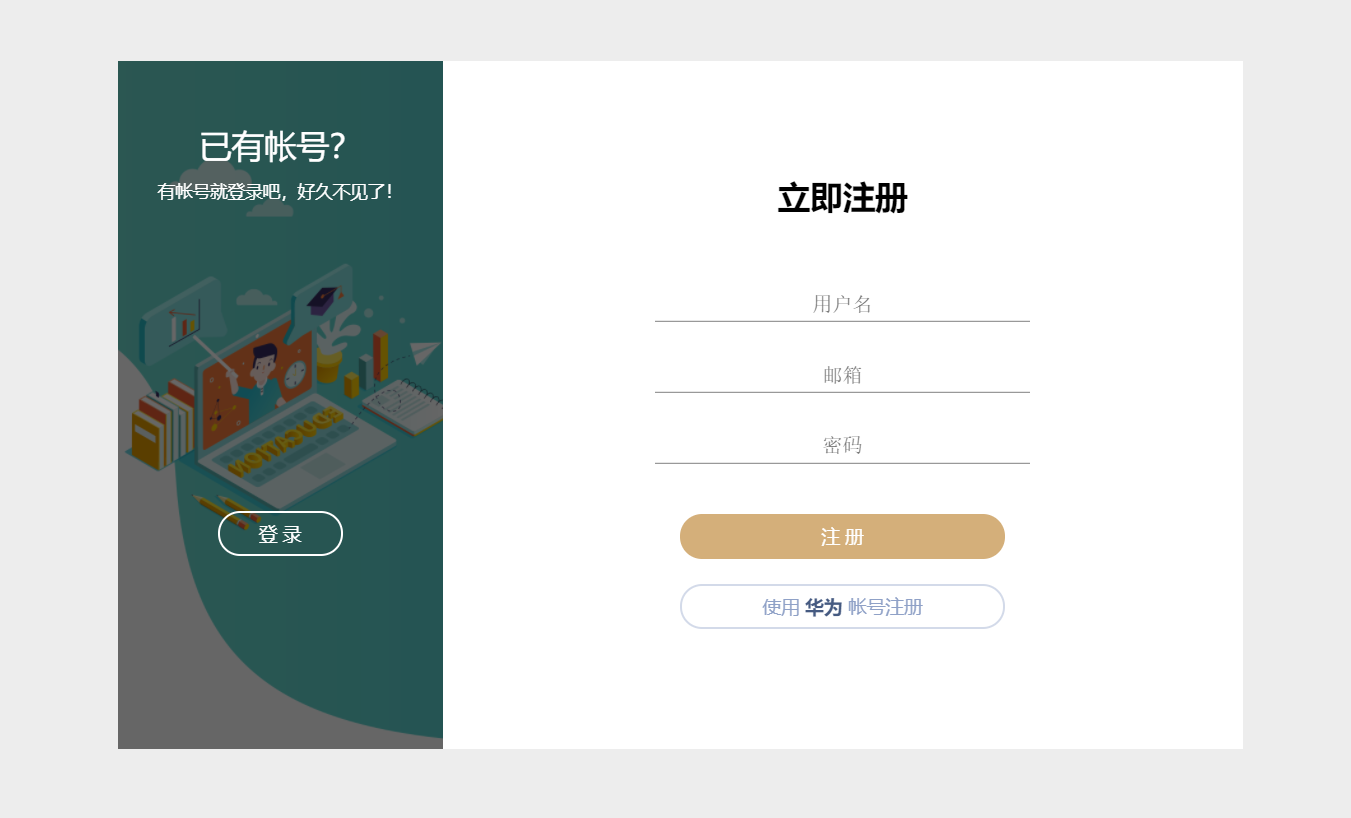 已有帐号？
有帐号就登录吧，好久不见了！
EDUCATION
登录
立即注册
用户名
邮箱
密码
注册
使用 华为 帐号注册